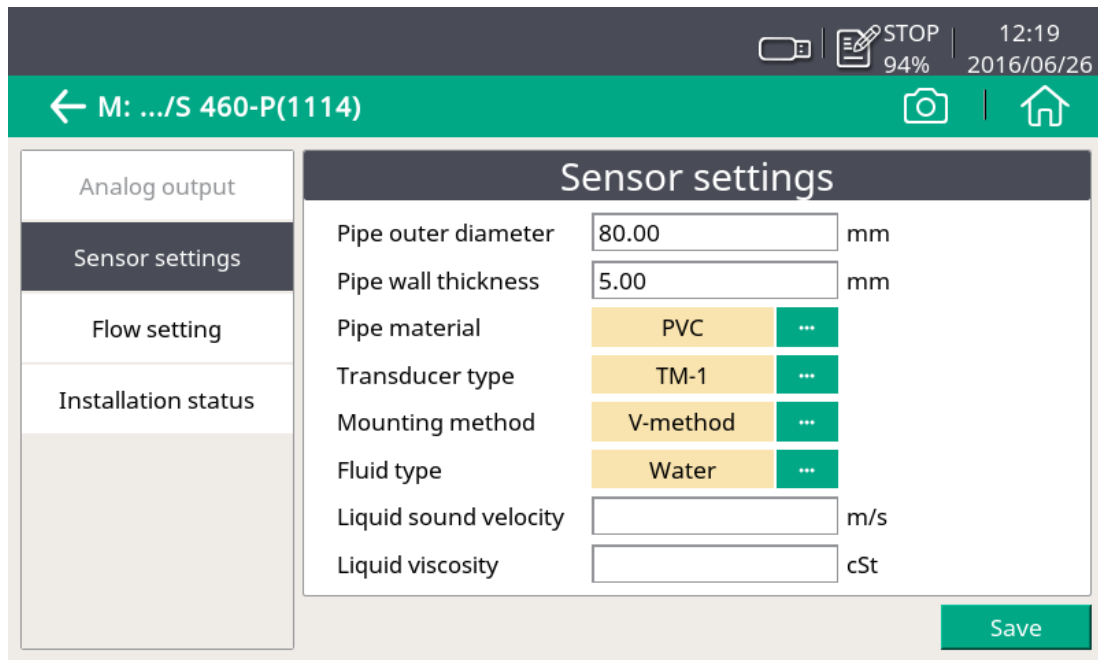 STOP 12:19
94% 2016/06/26
M: .../S 460-P(1114)
Analog output
Sensor settings
Flow setting
Installation status
Sensor settings
Pipe outer diameter 80.00 mm
Pipe wall thickness 5.00 mm
Pipe material PVC ...
Transducer type TM-1 ...
Mounting method V-method ...
Fluid type Water ...
Liquid sound velocity m/s
Liquid viscosity cSt
Save